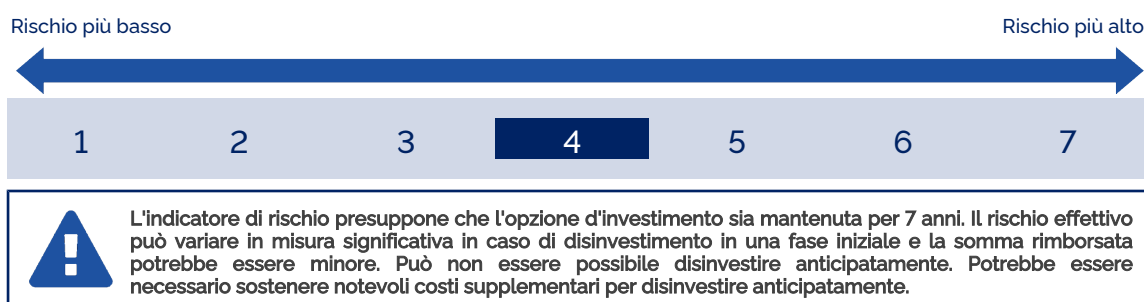 Rischio più basso Rischio più alto
1 2 3 4 5 6 7
L'indicatore di rischio presuppone che l'opzione d'investimento sia mantenuta per 7 anni. Il rischio effettivo
può variare in misura significativa in caso di disinvestimento in una fase iniziale e la somma rimborsata
potrebbe essere minore. Può non essere possibile disinvestire anticipatamente. Potrebbe essere
necessario sostenere notevoli costi supplementari per disinvestire anticipatamente.